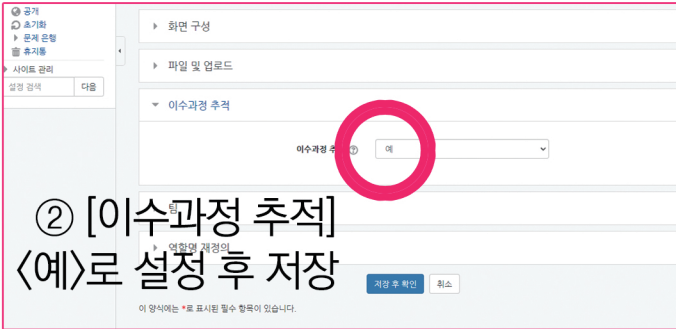 공개
초기화
문제 은행
휴지통
사이트 관리
설정 검색 다음
화면 구성
파일 및 업로드
이수과정 추적
이수과정 추 예
팀
② [이수과정 추적]
역할명 재정의
〈예〉로 설정 후 저장
저장 후 확인 취소
이 양식에는 *로 표시된 필수 항목이 있습니다.